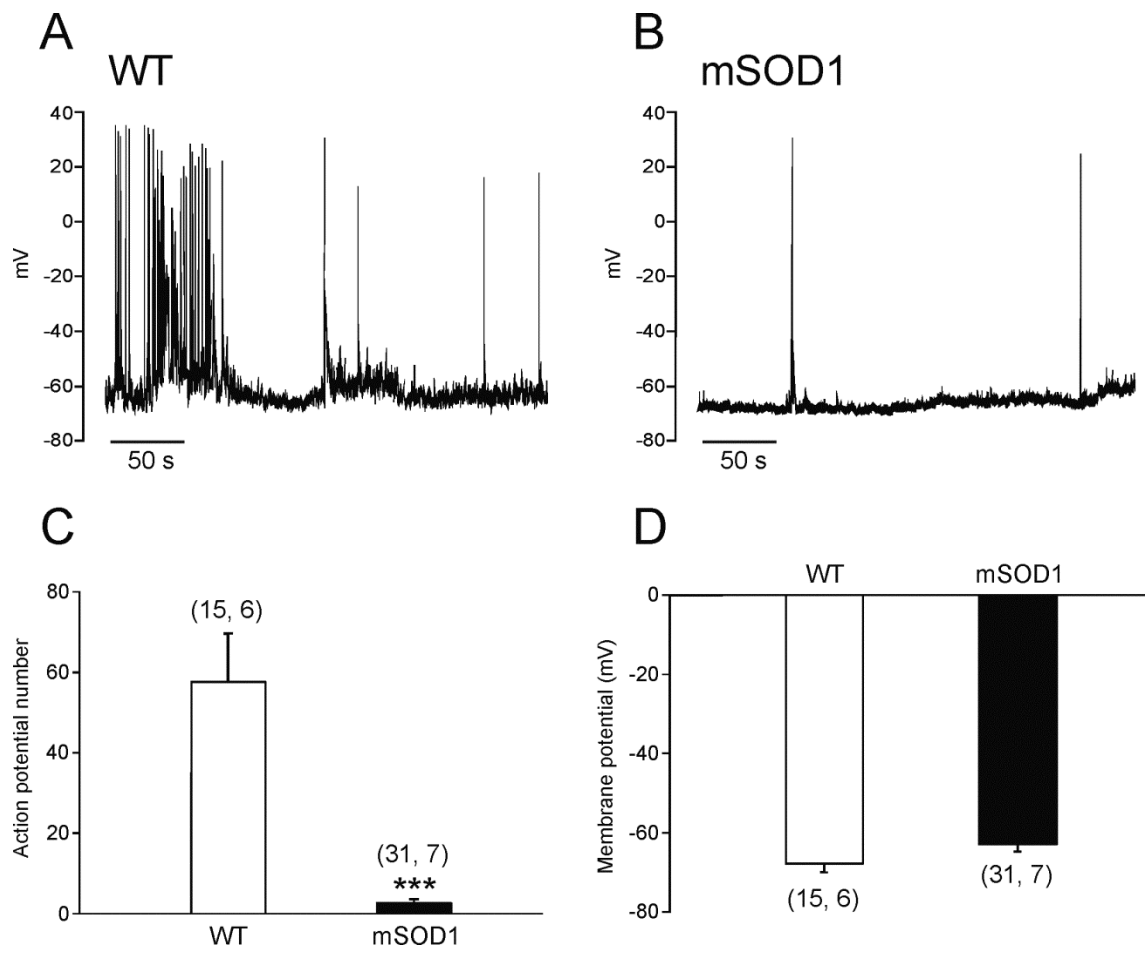 A
WT
40
20
0
-20
-40
-60
-80
mV
50 s
B
mSOD1
40
20
0
-20
-40
-60
-80
mV
50 s
C
80
60
40
20
0
Action potential number
(15, 6)
(31, 7)
***
WT
mSOD1
D
WT
mSOD1
0
-20
-40
-60
-80
Membrane potential (mV)
(15, 6)
(31, 7)